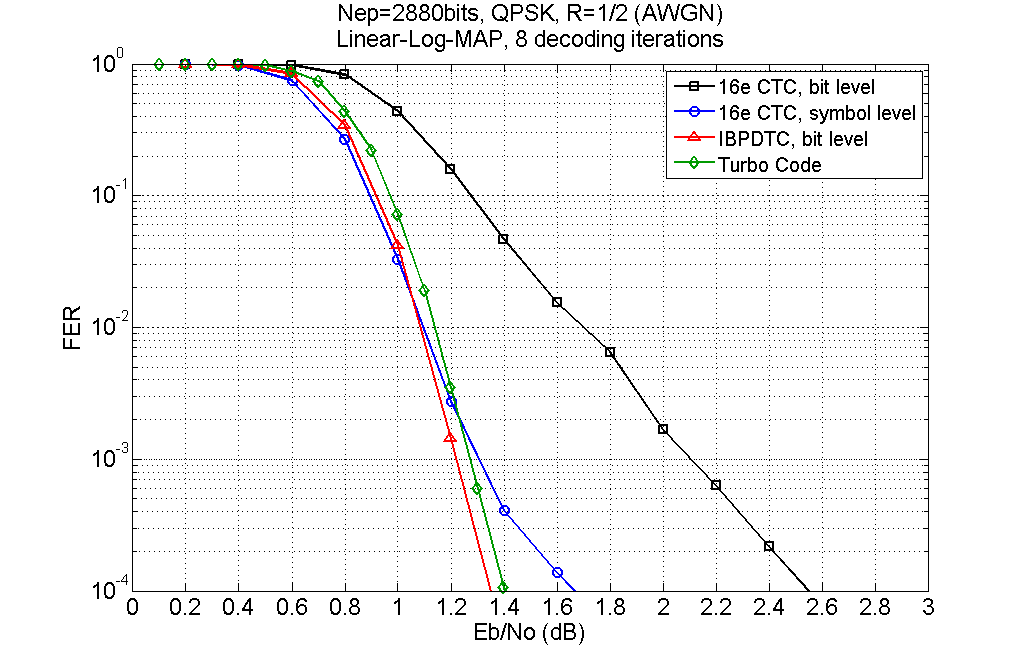 Nep=2880bits, QPSK, R=1/2 (AWGN)
Linear-Log-MAP, 8 decoding iterations
16e CTC, bit level
16e CTC, symbol level
IBPDTC, bit level
Turbo Code
10^0
10^-1
10^-2
10^-3
10^-4
FER
0 0.2 0.4 0.6 0.8 1 1.2 1.4 1.6 1.8 2 2.2 2.4 2.6 2.8 3
Eb/No (dB)